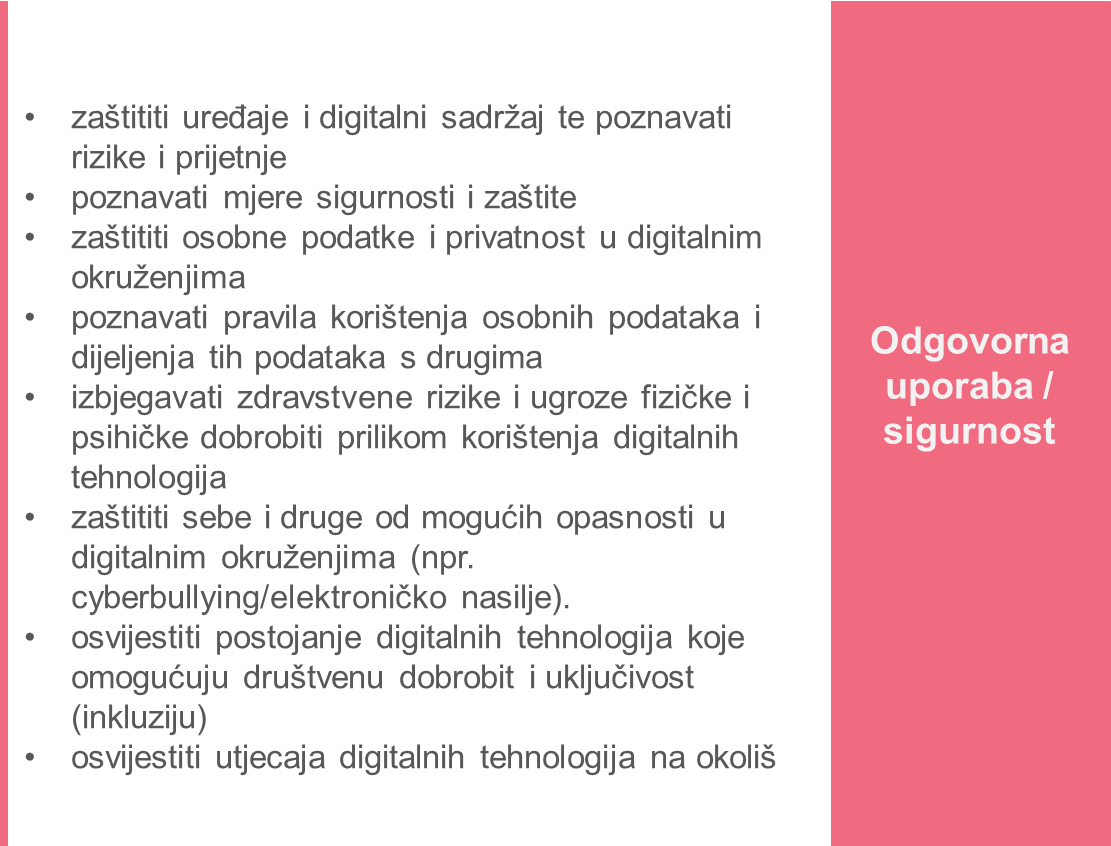 • zaštititi uređaje i digitalni sadržaj te poznavati
rizike i prijetnje
• poznavati mjere sigurnosti i zaštite
• zaštititi osobne podatke i privatnost u digitalnim
okruženjima
• poznavati pravila korištenja osobnih podataka i
dijeljenja tih podataka s drugima
• izbjegavati zdravstvene rizike i ugroze fizičke i
psihičke dobrobiti prilikom korištenja digitalnih
tehnologija
• zaštititi sebe i druge od mogućih opasnosti u
digitalnim okruženjima (npr.
cyberbullying/elektroničko nasilje).
• osvijestiti postojanje digitalnih tehnologija koje
omogućuju društvenu dobrobit i uključivost
(inkluziju)
• osvijestiti utjecaja digitalnih tehnologija na okoliš
Odgovorna
uporaba /
sigurnost